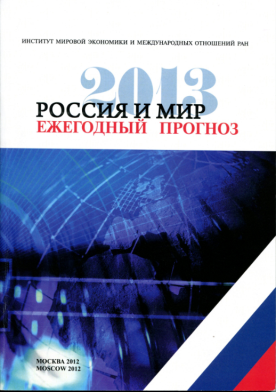 ИНСТИТУТ МИРОВОЙ ЭКОНОМИКИ И МЕЖДУНАРОДНЫХ ОТНОШЕНИЙ РАН
2013
РОССИЯ И МИР
ЕЖЕГОДНЫЙ ПРОГНОЗ
МОСКВА 2012
MOSCOW 2012